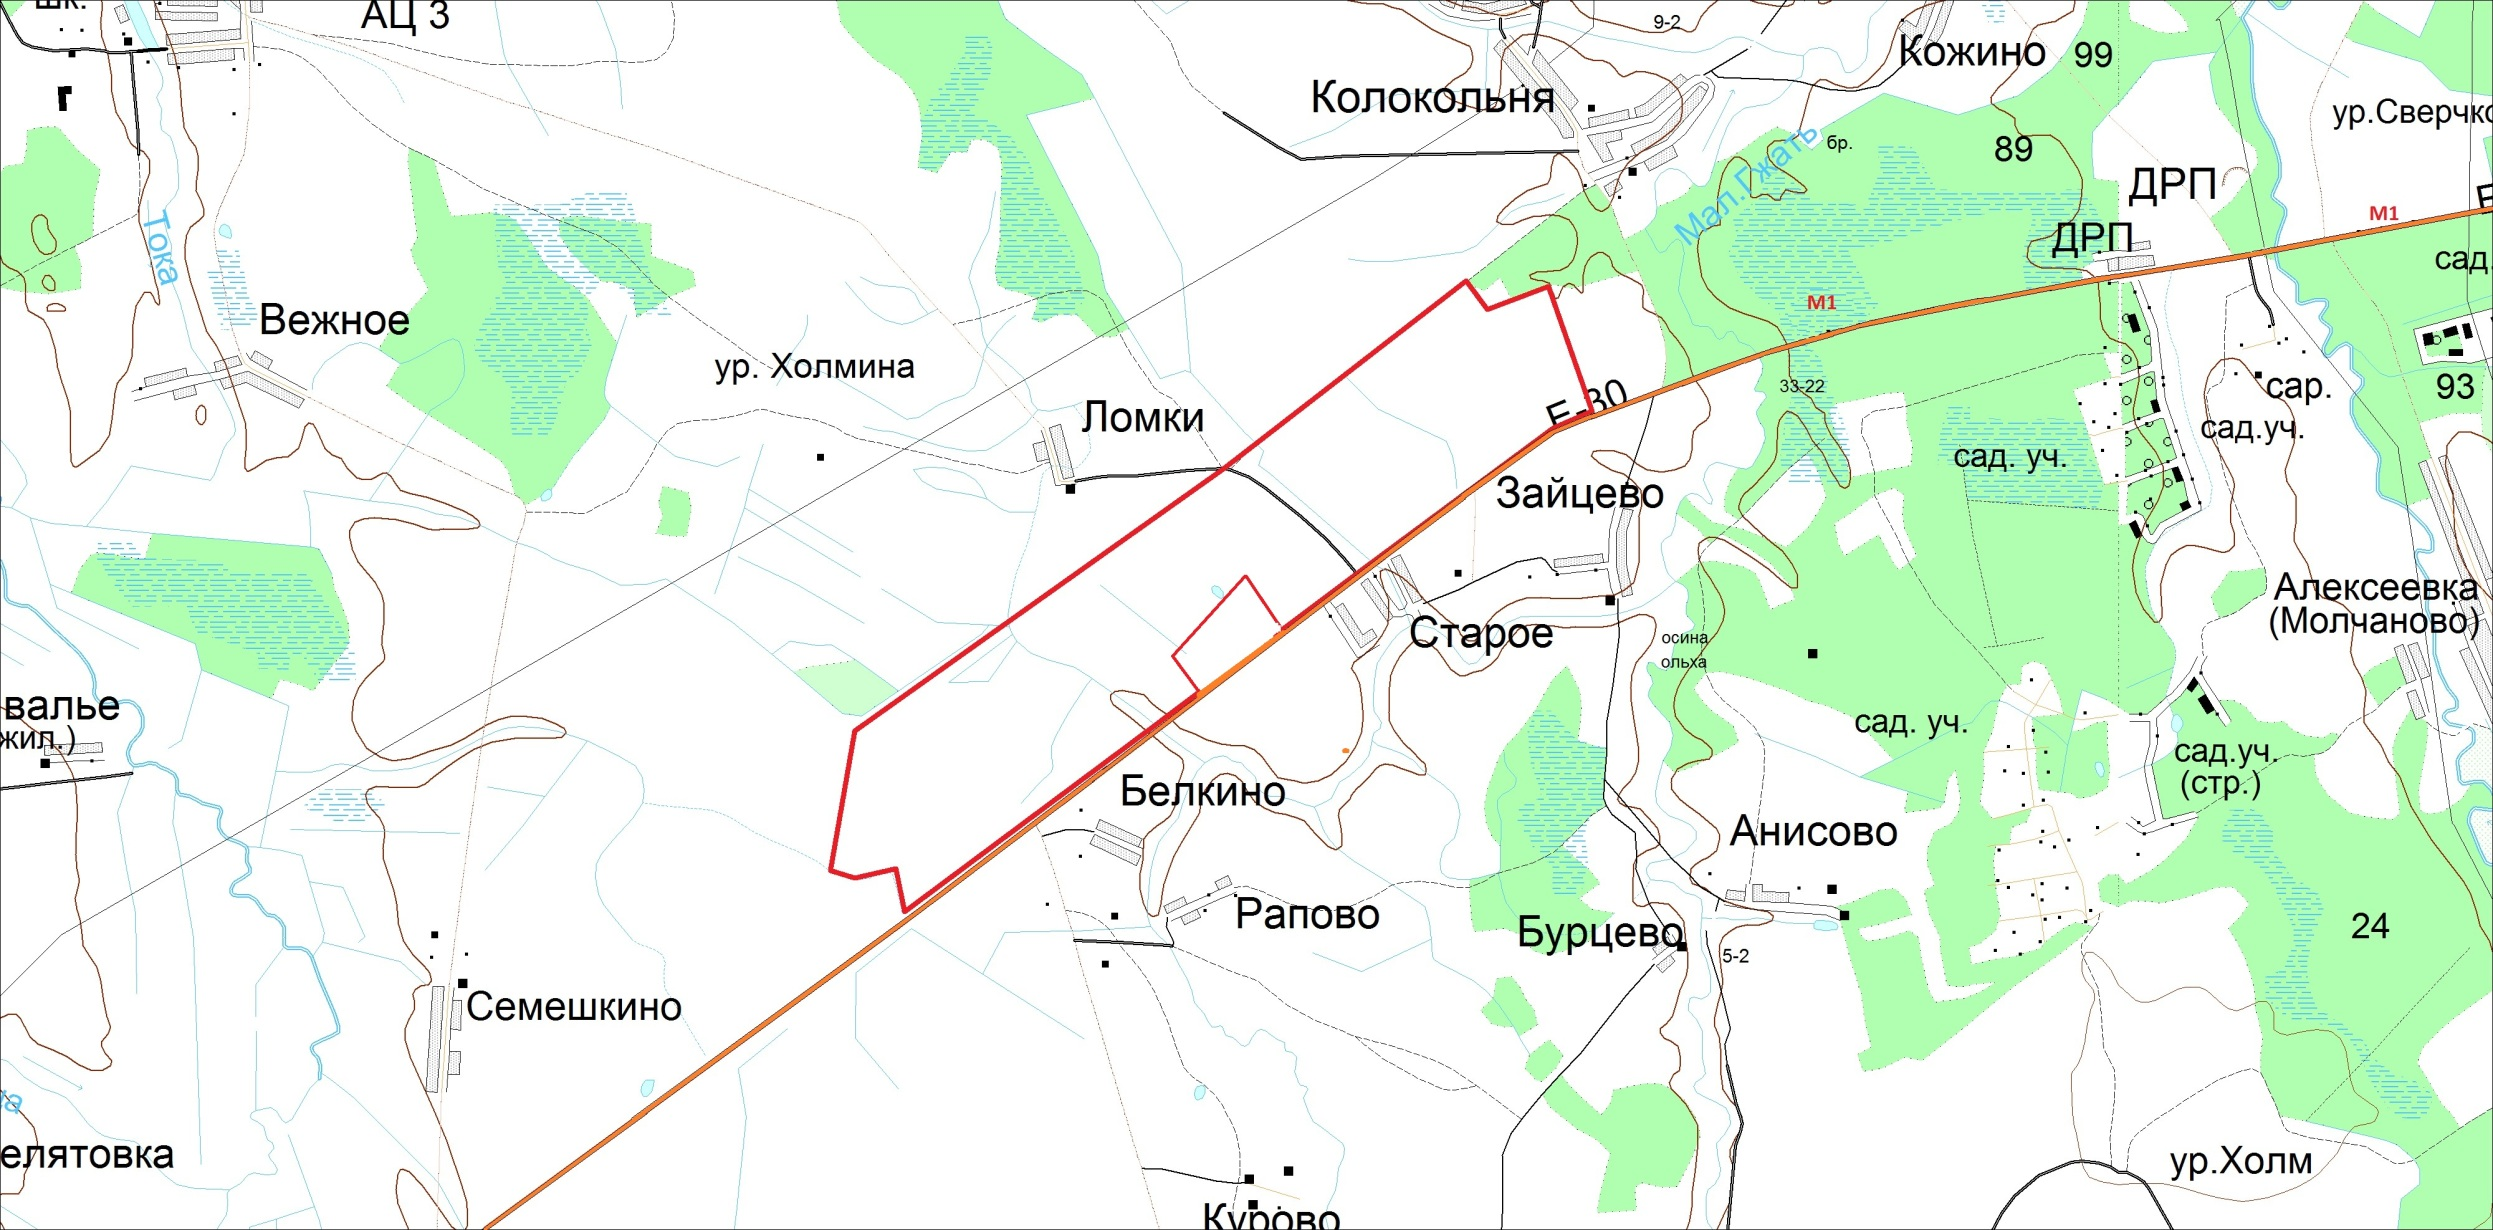 шк.
АЦ 3
9-2
Кожино
99
Колокольня
ур.Сверчко
бр.
89
Мал.Гжать
ДРП
М1
Е
ДРП
Тока
сад.
М1
Вежное
ур. Холмина
Ломки
Е-30
33-22
сар.
93
сад.уч.
сад. уч.
Зайцево
Алексеевка
(Молчаново)
Старое
осина
ольха
валье
жил.)
сад. уч.
сад.уч.
(стр.)
Белкино
Анисово
Рапово
Бурцево
24
5-2
Семешкино
елятовка
ур.Холм
Курово